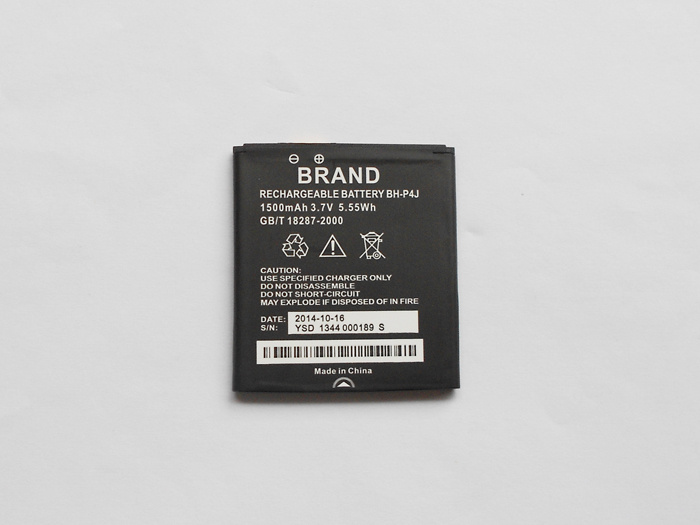 BRAND
RECHARGEABLE BATTERY BH-P4J
1500mAh 3.7V 5.55Wh
GB/T 18287-2000
CAUTION:
USE SPECIFIED CHARGER ONLY
DO NOT DISASSEMBLE
DO NOT SHORT-CIRCUIT
MAY EXPLODE IF DISPOSED OF IN FIRE
DATE: 2014-10-16
S/N: YSD 1344 000189 S
Made in China